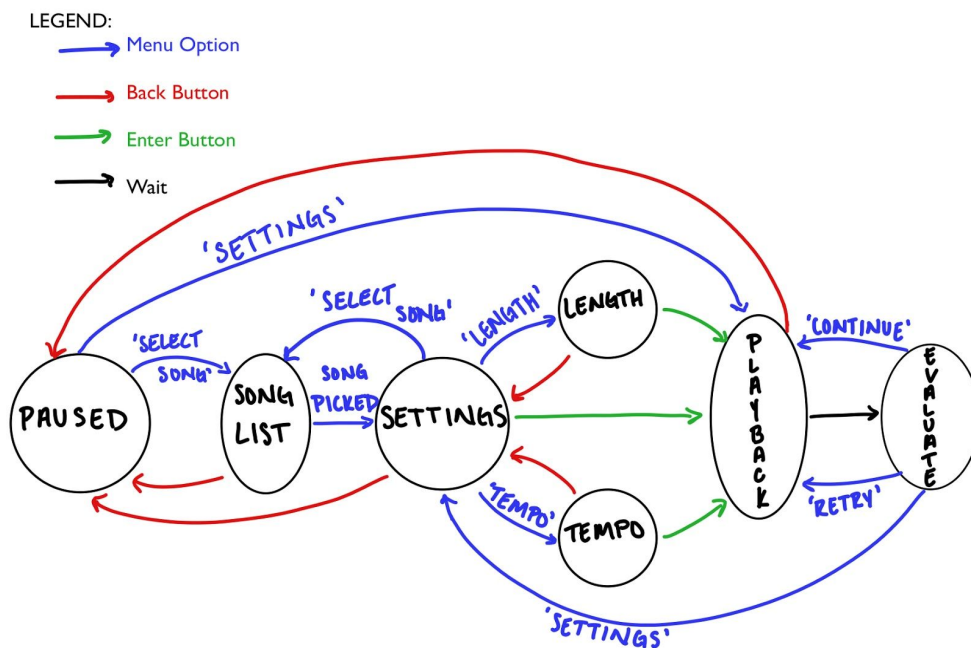 LEGEND:
Menu Option
Back Button
Enter Button
Wait
'SETTINGS'
'SELECT
SONG'
'SELECT
SONG'
SONG
PICKED
'LENGTH'
LENGTH
'CONTINUE'
PAUSED
SONG
LIST
SETTINGS
PLAYBACK
EVALUATE
'TEMPO'
TEMPO
'RETRY'
'SETTINGS'